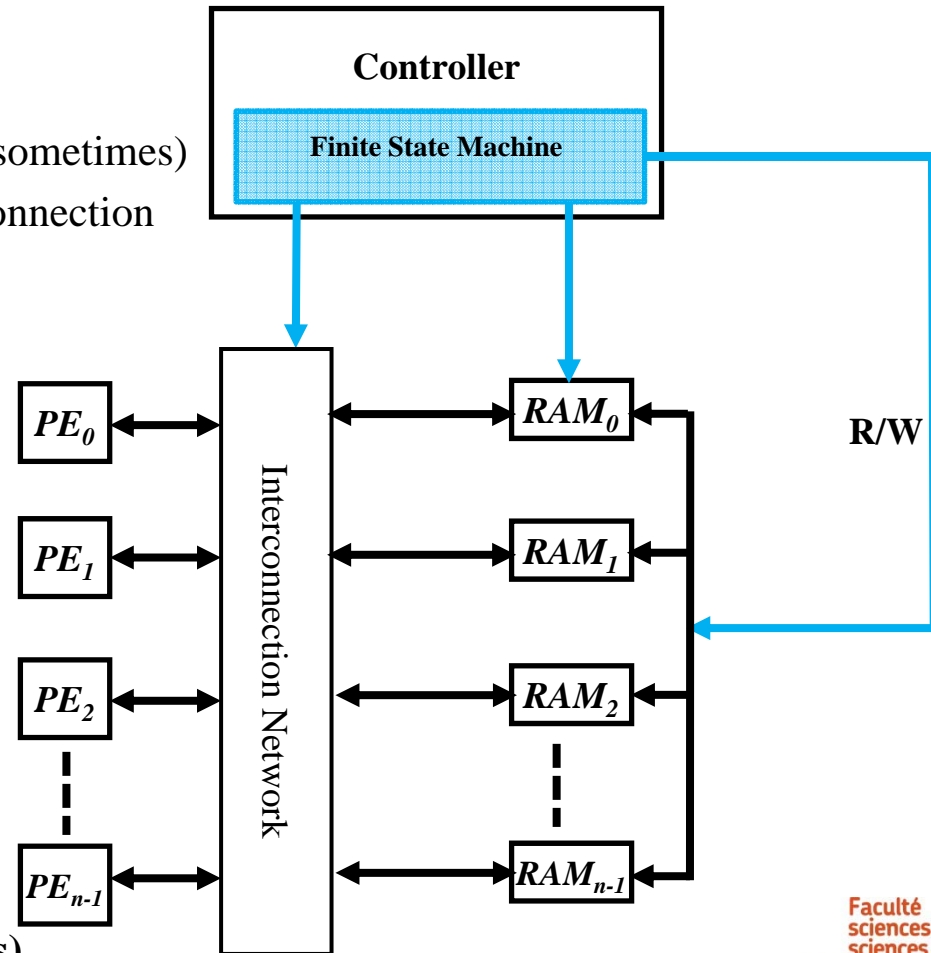 Controller
sometimes)
Finite State Machine
onnection
PE0
RAM0
R/W
Interconnection Network
PE1
RAM1
PE2
RAM2
PEn-1
RAMn-1
s)
Faculté
sciences
sciences